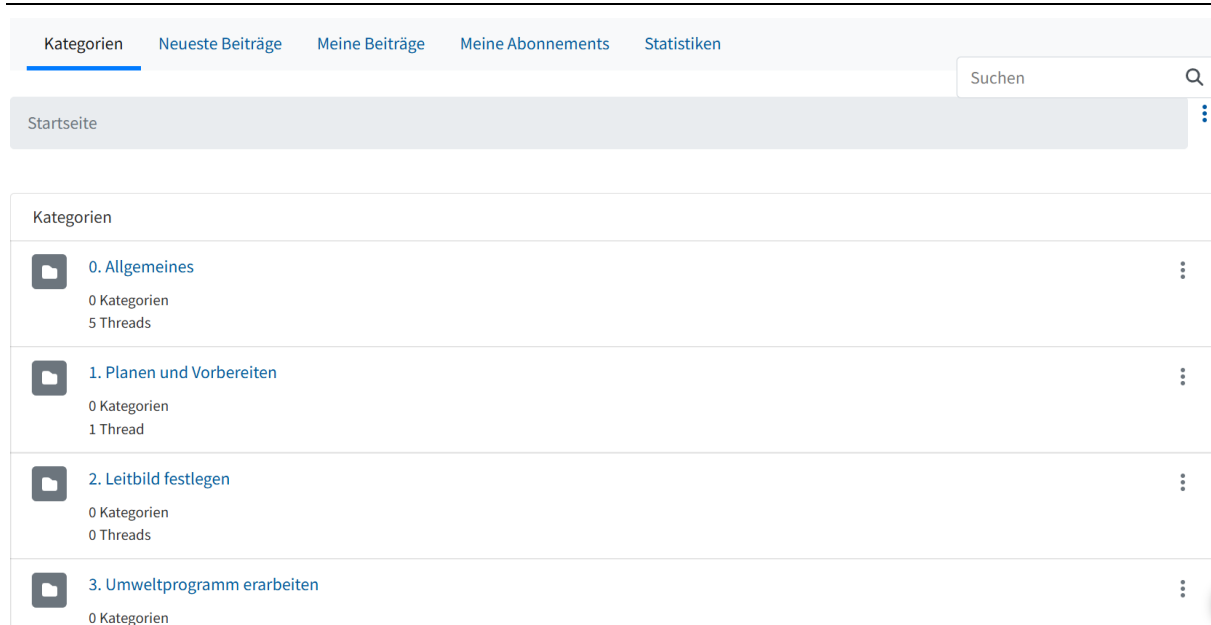 Kategorien Neueste Beiträge Meine Beiträge Meine Abonnements Statistiken
Suchen
Startseite
Kategorien
0. Allgemeines
0 Kategorien
5 Threads
1. Planen und Vorbereiten
0 Kategorien
1 Thread
2. Leitbild festlegen
0 Kategorien
0 Threads
3. Umweltprogramm erarbeiten
0 Kategorien